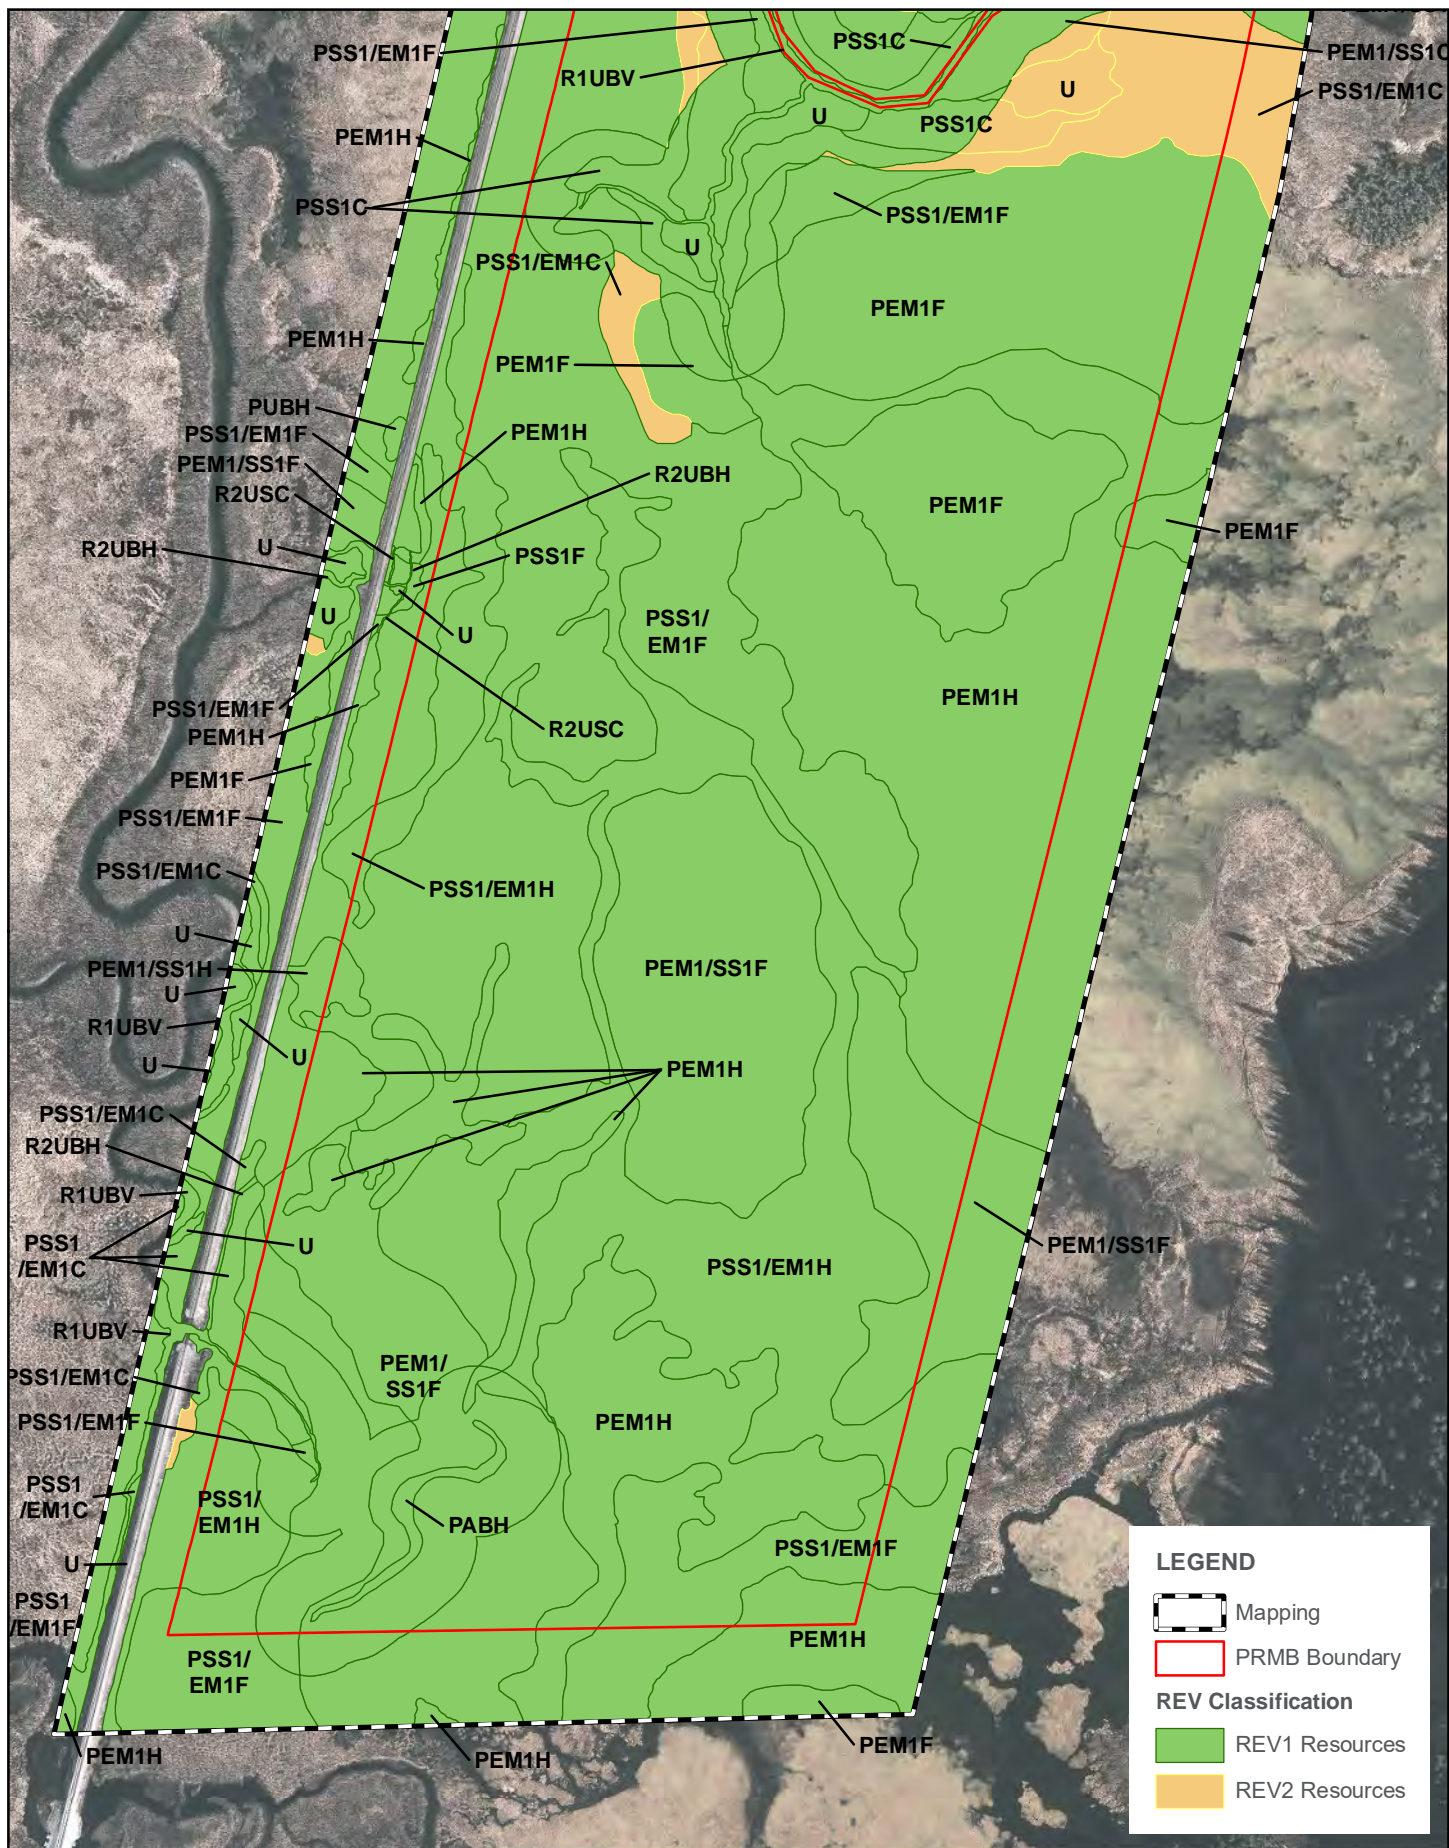 PSS1/EM1F
PSS1C
PEM1/SS1C
R1UBV
U
PSS1/EM1C
U
PSS1C
PEM1H
PSS1C
PSS1/EM1F
U
PSS1/EM1C
PEM1F
PEM1H
PEM1F
PUBH
PSS1/EM1F
PEM1H
PEM1/SS1F
R2UBH
R2USC
PEM1F
PEM1F
U
R2UBH
PSS1F
U
PSS1/
EM1F
U
PEM1H
PSS1/EM1F
R2USC
PEM1H
PEM1F
PSS1/EM1F
PSS1/EM1C
PSS1/EM1H
U
PEM1/SS1H
PEM1/SS1F
U
R1UBV
U
U
PEM1H
PSS1/EM1C
R2UBH
R1UBV
PSS1
/EM1C
U
PEM1/SS1F
PSS1/EM1H
R1UBV
PEM1/
SS1F
PSS1/EM1C
PSS1/EM1F
PEM1H
PSS1
/EM1C
PSS1/
EM1H
PABH
PSS1/EM1F
U
PSS1
/EM1F
PEM1H
PSS1/
EM1F
PEM1H
PEM1H
PEM1F
LEGEND
Mapping
PRMB Boundary
REV Classification
REV1 Resources
REV2 Resources